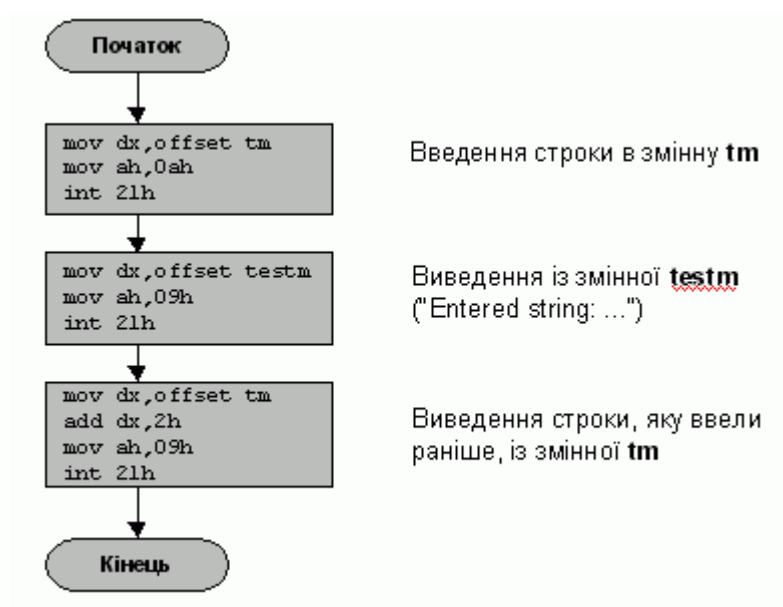 Початок
mov dx,offset tm
mov ah,0ah
int 21h
Введення строки в змінну tm
mov dx,offset testm
mov ah,09h
int 21h
Виведення із змінної testm
("Entered string: ...")
mov dx,offset tm
add dx,2h
mov ah,09h
int 21h
Виведення строки, яку ввели
раніше, із змінної tm
Кінець